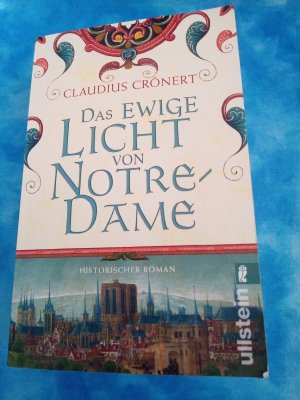 CLAUDIUS CRÖNERT
DAS EWIGE
LICHT
VON
NOTRE-
DAME
HISTORISCHER ROMAN
ullstein